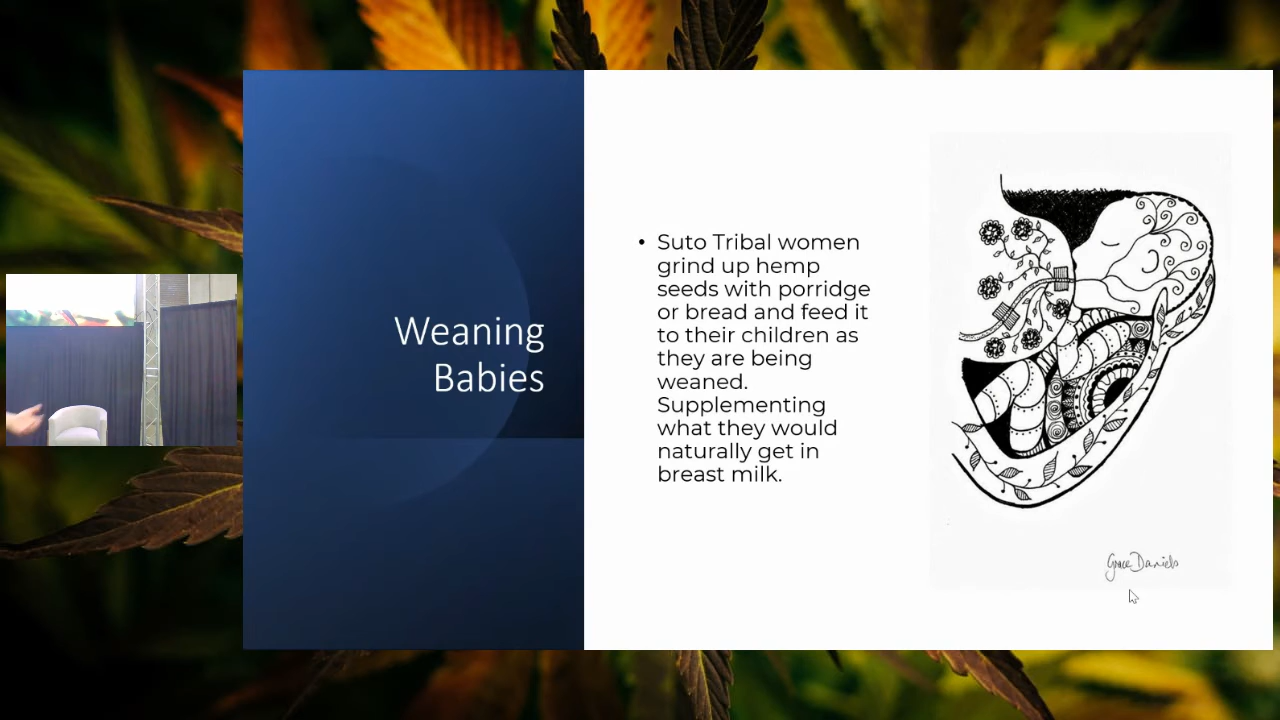 Weaning
Babies
• Suto Tribal women
grind up hemp
seeds with porridge
or bread and feed it
to their children as
they are being
weaned.
Supplementing
what they would
naturally get in
breast milk.
Grace Daniels